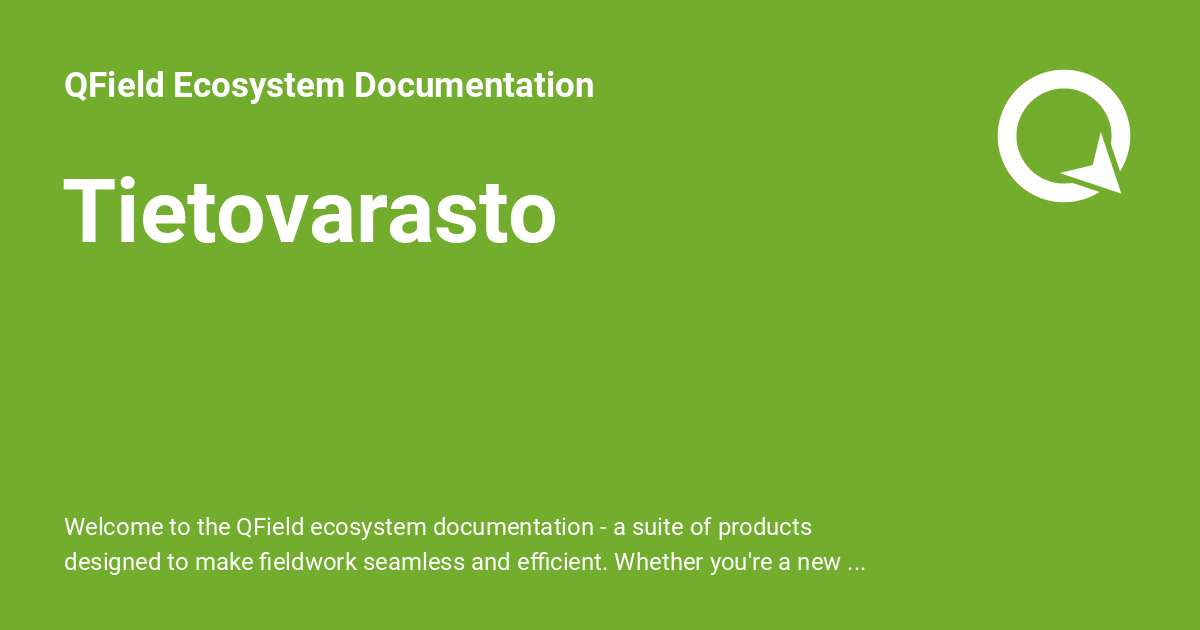 QField Ecosystem Documentation
Tietovarasto
Welcome to the QField ecosystem documentation - a suite of products
designed to make fieldwork seamless and efficient. Whether you're a new ...